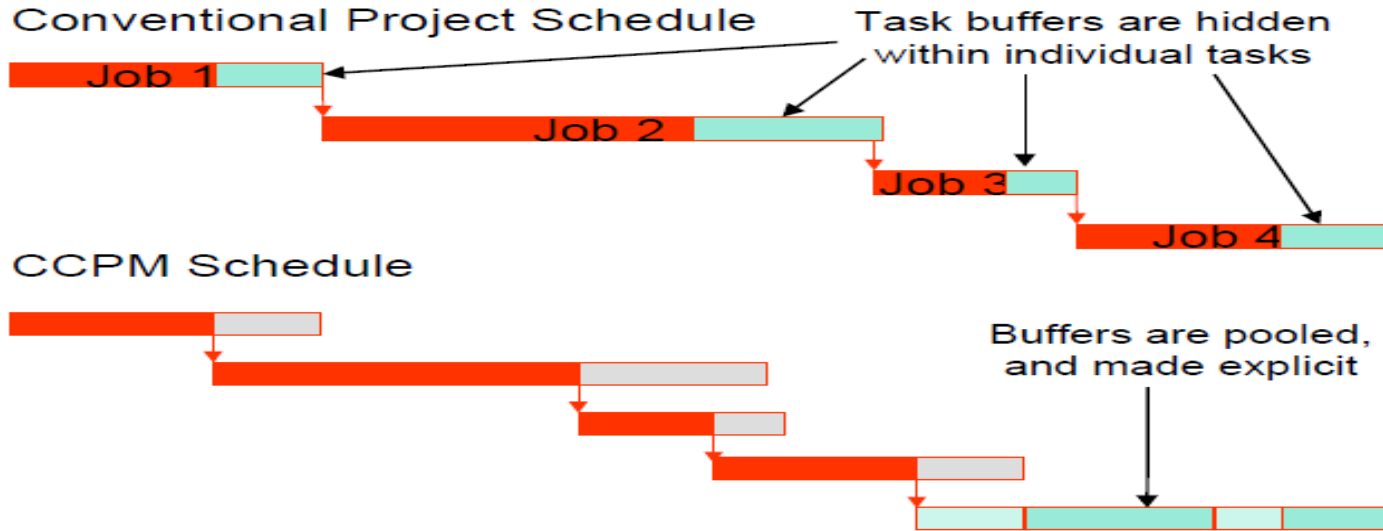 Conventional Project Schedule
Task buffers are hidden
within individual tasks
Job 1
Job 2
Job 3
Job 4
CCPM Schedule
Buffers are pooled,
and made explicit